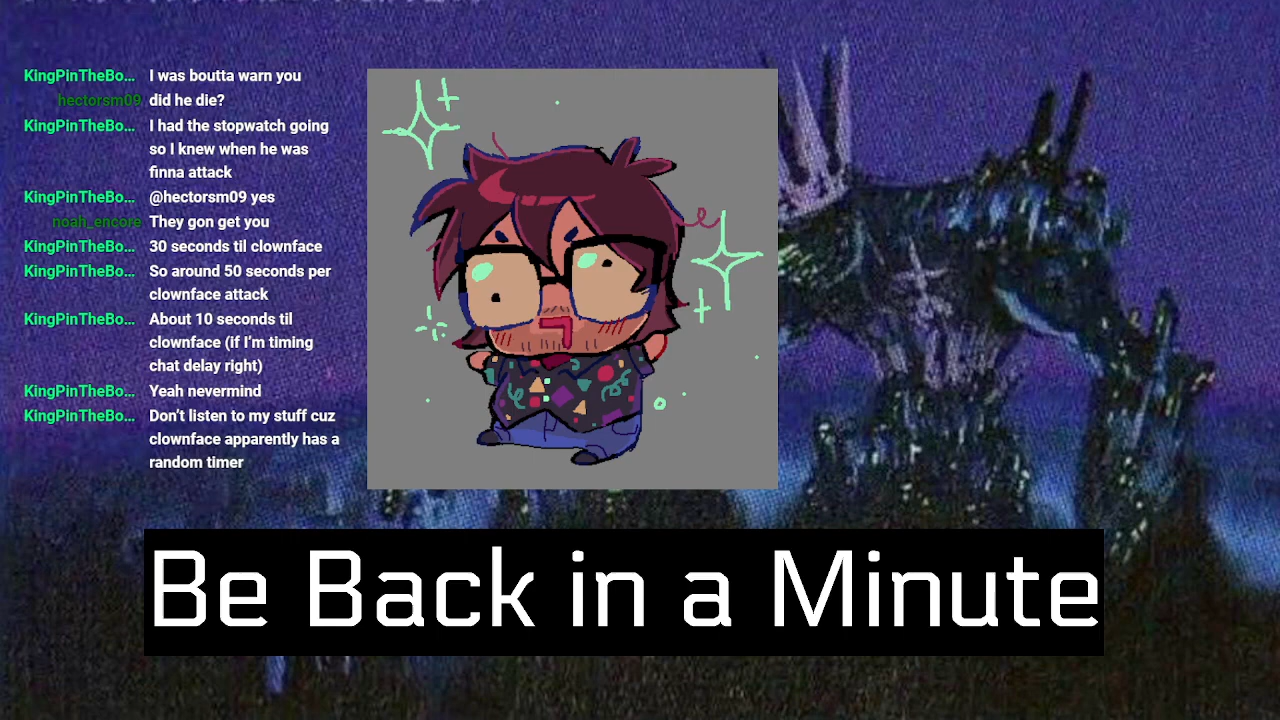 KingPinTheBo... I was boutta warn you
hectorsm09 did he die?
KingPinTheBo... I had the stopwatch going
so I knew when he was
finna attack
KingPinTheBo... @hectorsm09 yes
noah_encore They gon get you
KingPinTheBo... 30 seconds til clownface
KingPinTheBo... So around 50 seconds per
clownface attack
KingPinTheBo... About 10 seconds til
clownface (if I'm timing
chat delay right)
KingPinTheBo... Yeah nevermind
KingPinTheBo... Don't listen to my stuff cuz
clownface apparently has a
random timer
Be Back in a Minute